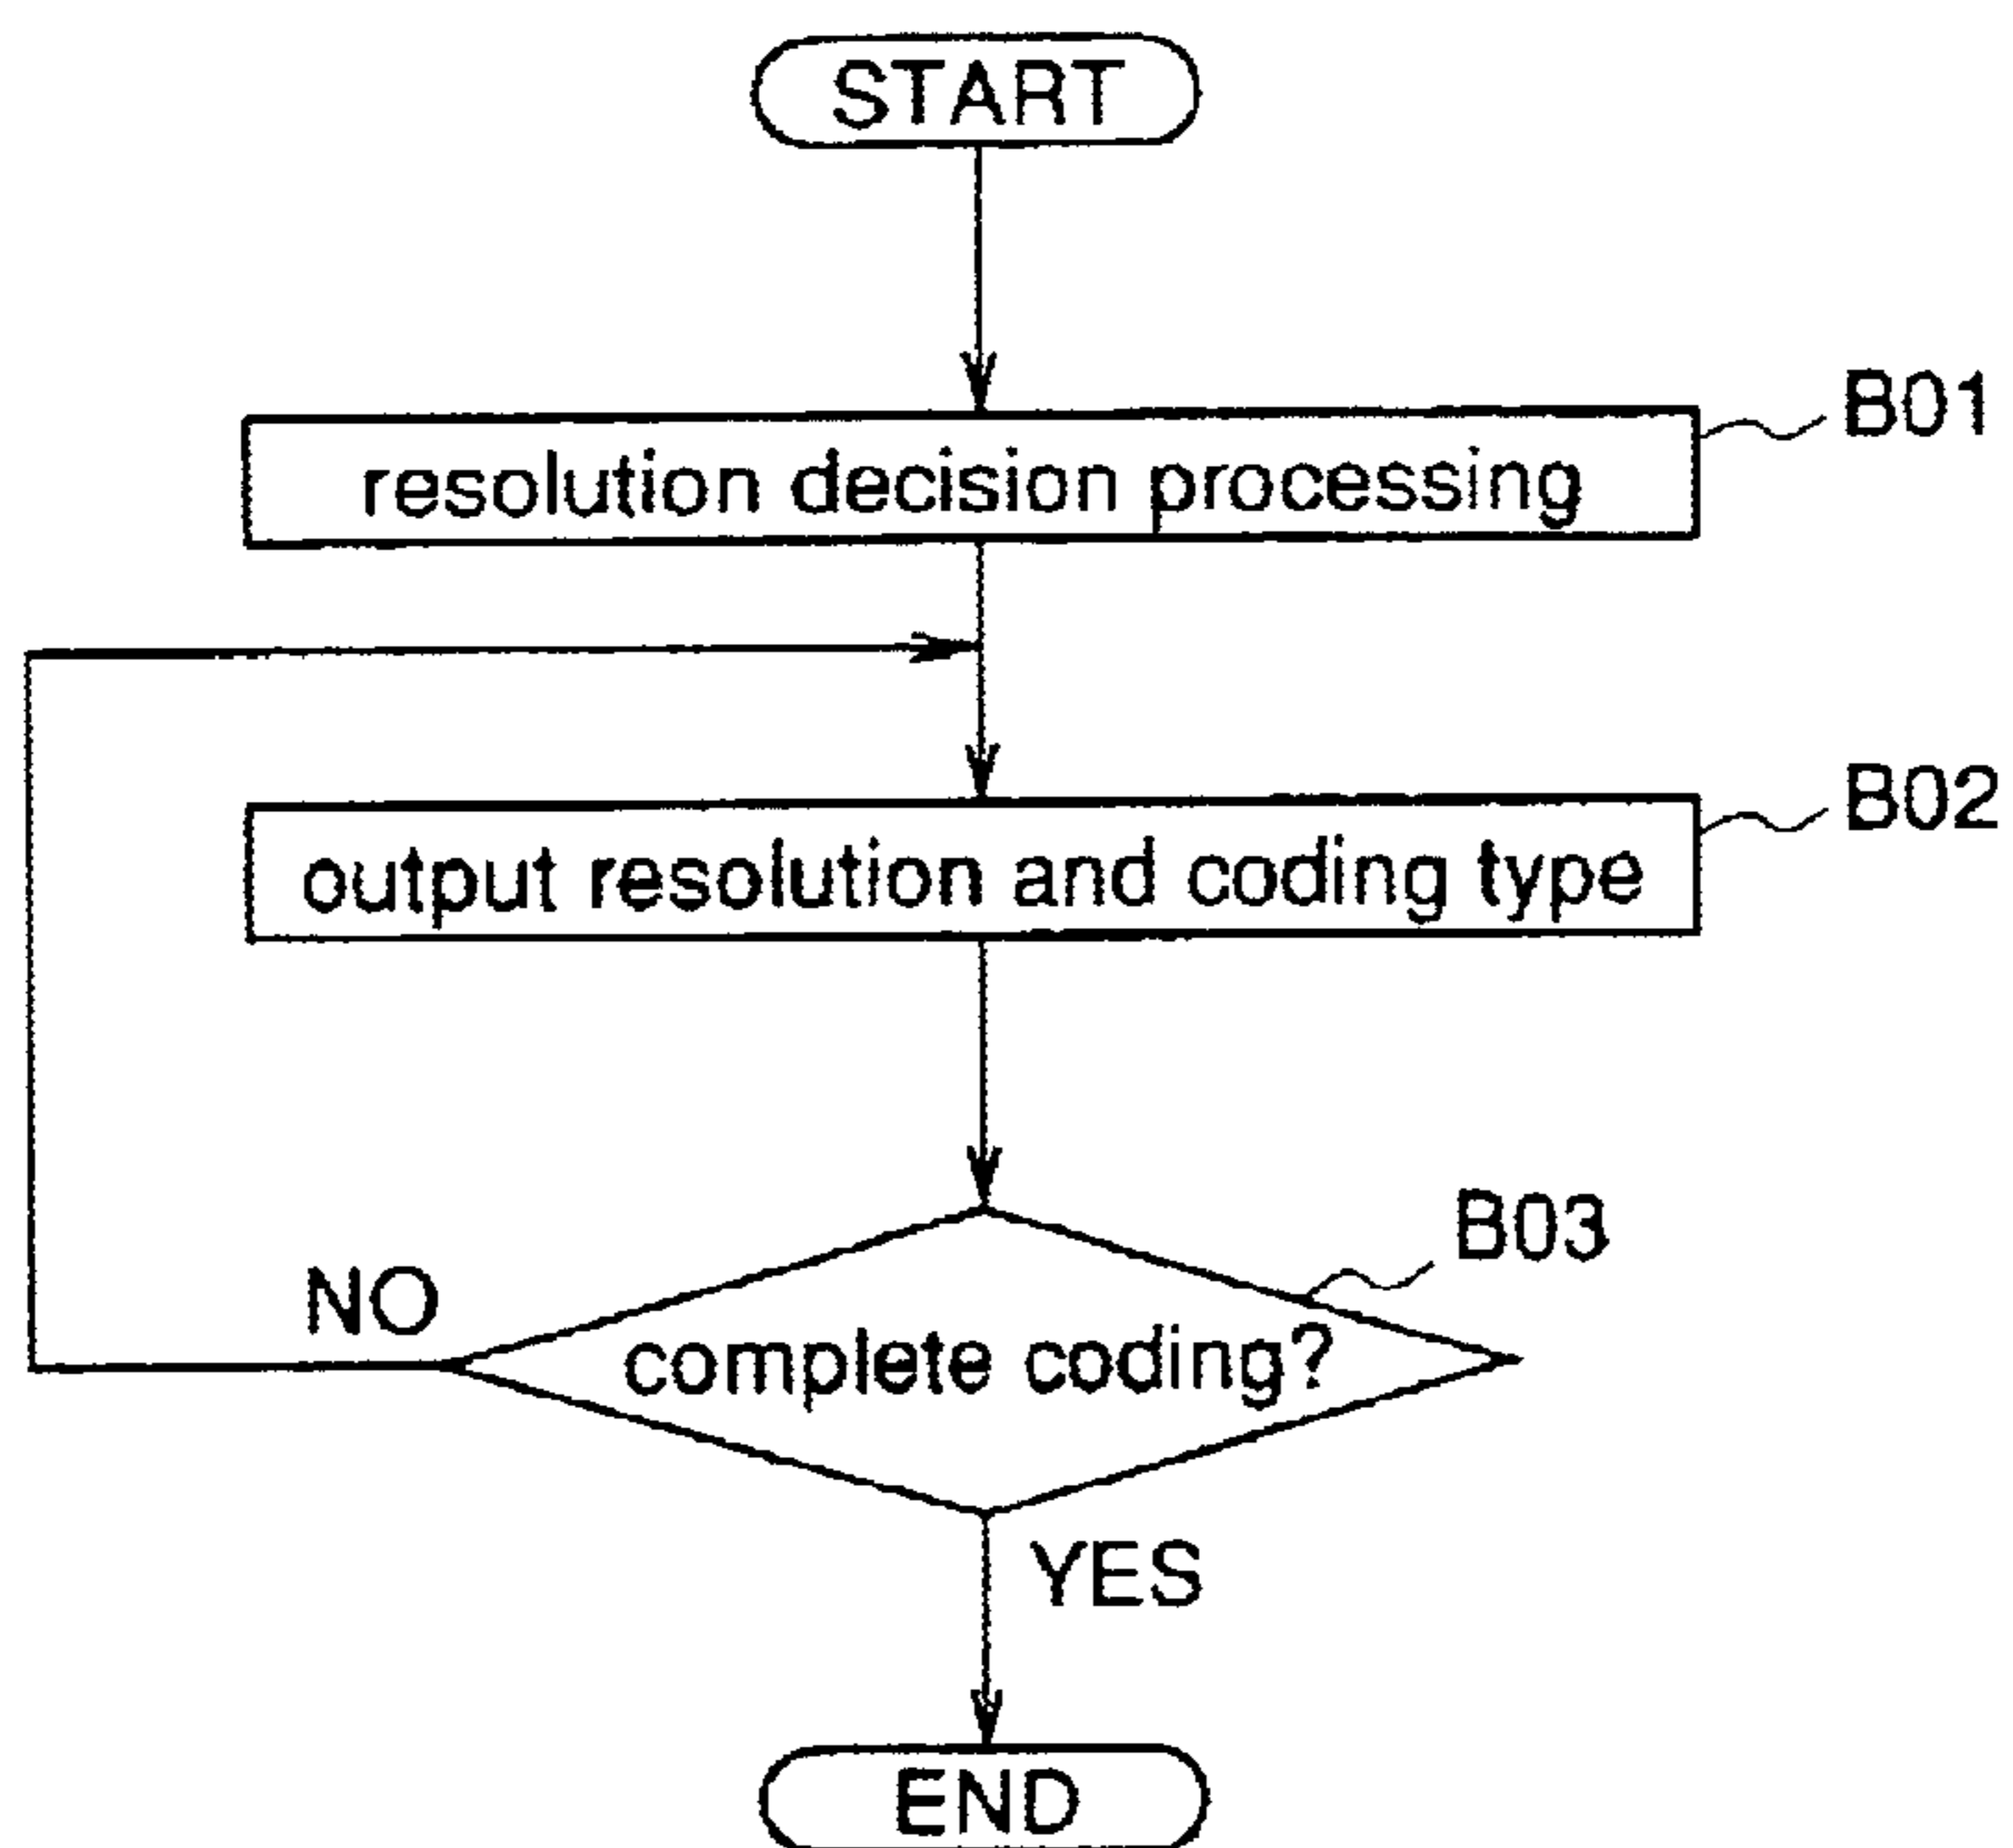 START
B01
resolution decision processing
B02
output resolution and coding type
B03
NO
complete coding?
YES
END